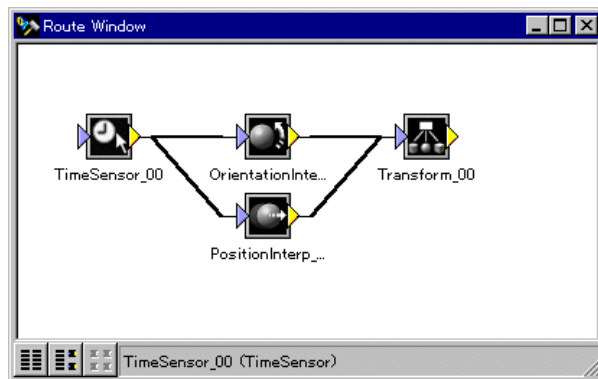 Route Window
TimeSensor_00
OrientationInte...
Transform_00
PositionInterp_...
TimeSensor_00 (TimeSensor)